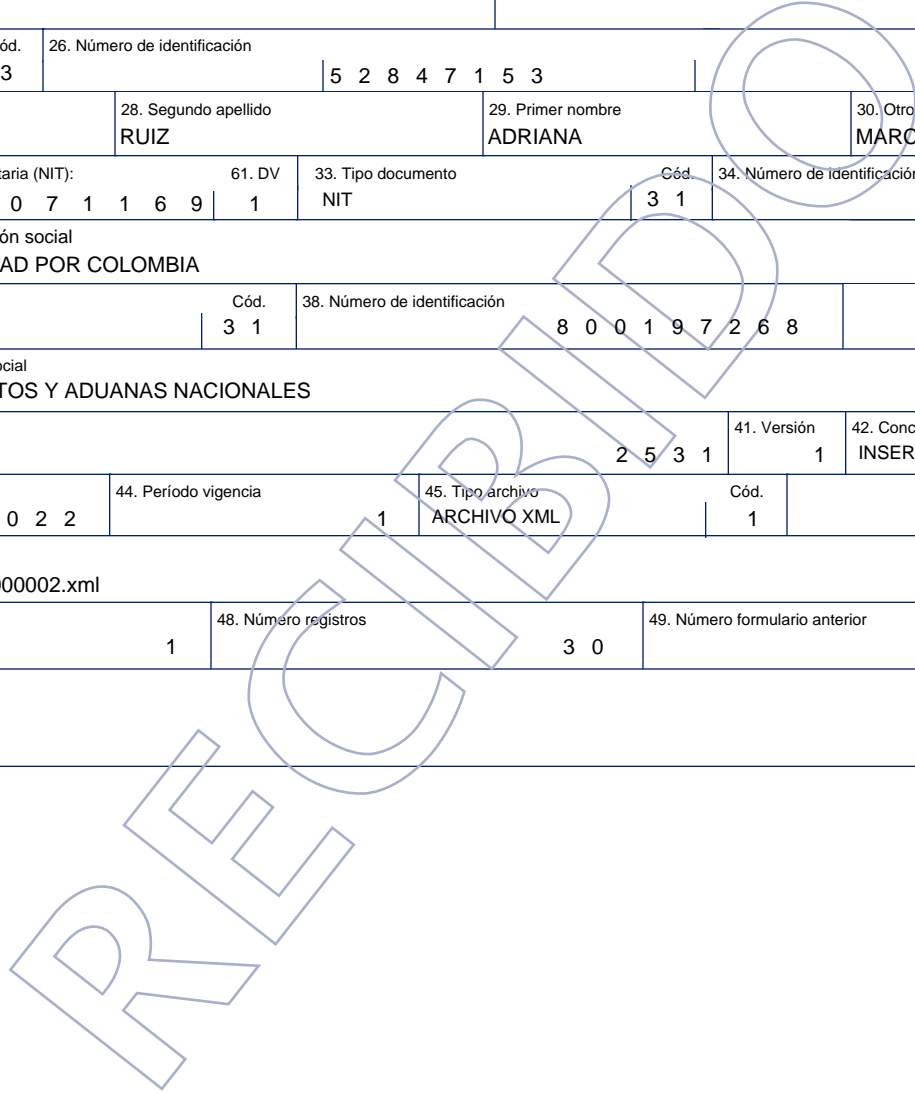 ód. 26. Número de identificación
3 5 2 8 4 7 1 5 3
28. Segundo apellido 29. Primer nombre 30. Otro
RUIZ ADRIANA MARC
taria (NIT): 61. DV 33. Tipo documento Cód. 34. Número de identificación
0 7 1 1 6 9 1 NIT 3 1
ón social
AD POR COLOMBIA
Cód. 38. Número de identificación
3 1 8 0 0 1 9 7 2 6 8
ocial
TOS Y ADUANAS NACIONALES
41. Versión 42. Conc
2 5 3 1 1 INSER
44. Período vigencia 45. Tipo archivo Cód.
0 2 2 1 ARCHIVO XML 1
000002.xml
48. Número registros 49. Número formulario anterior
1 3 0
RECIBIDO